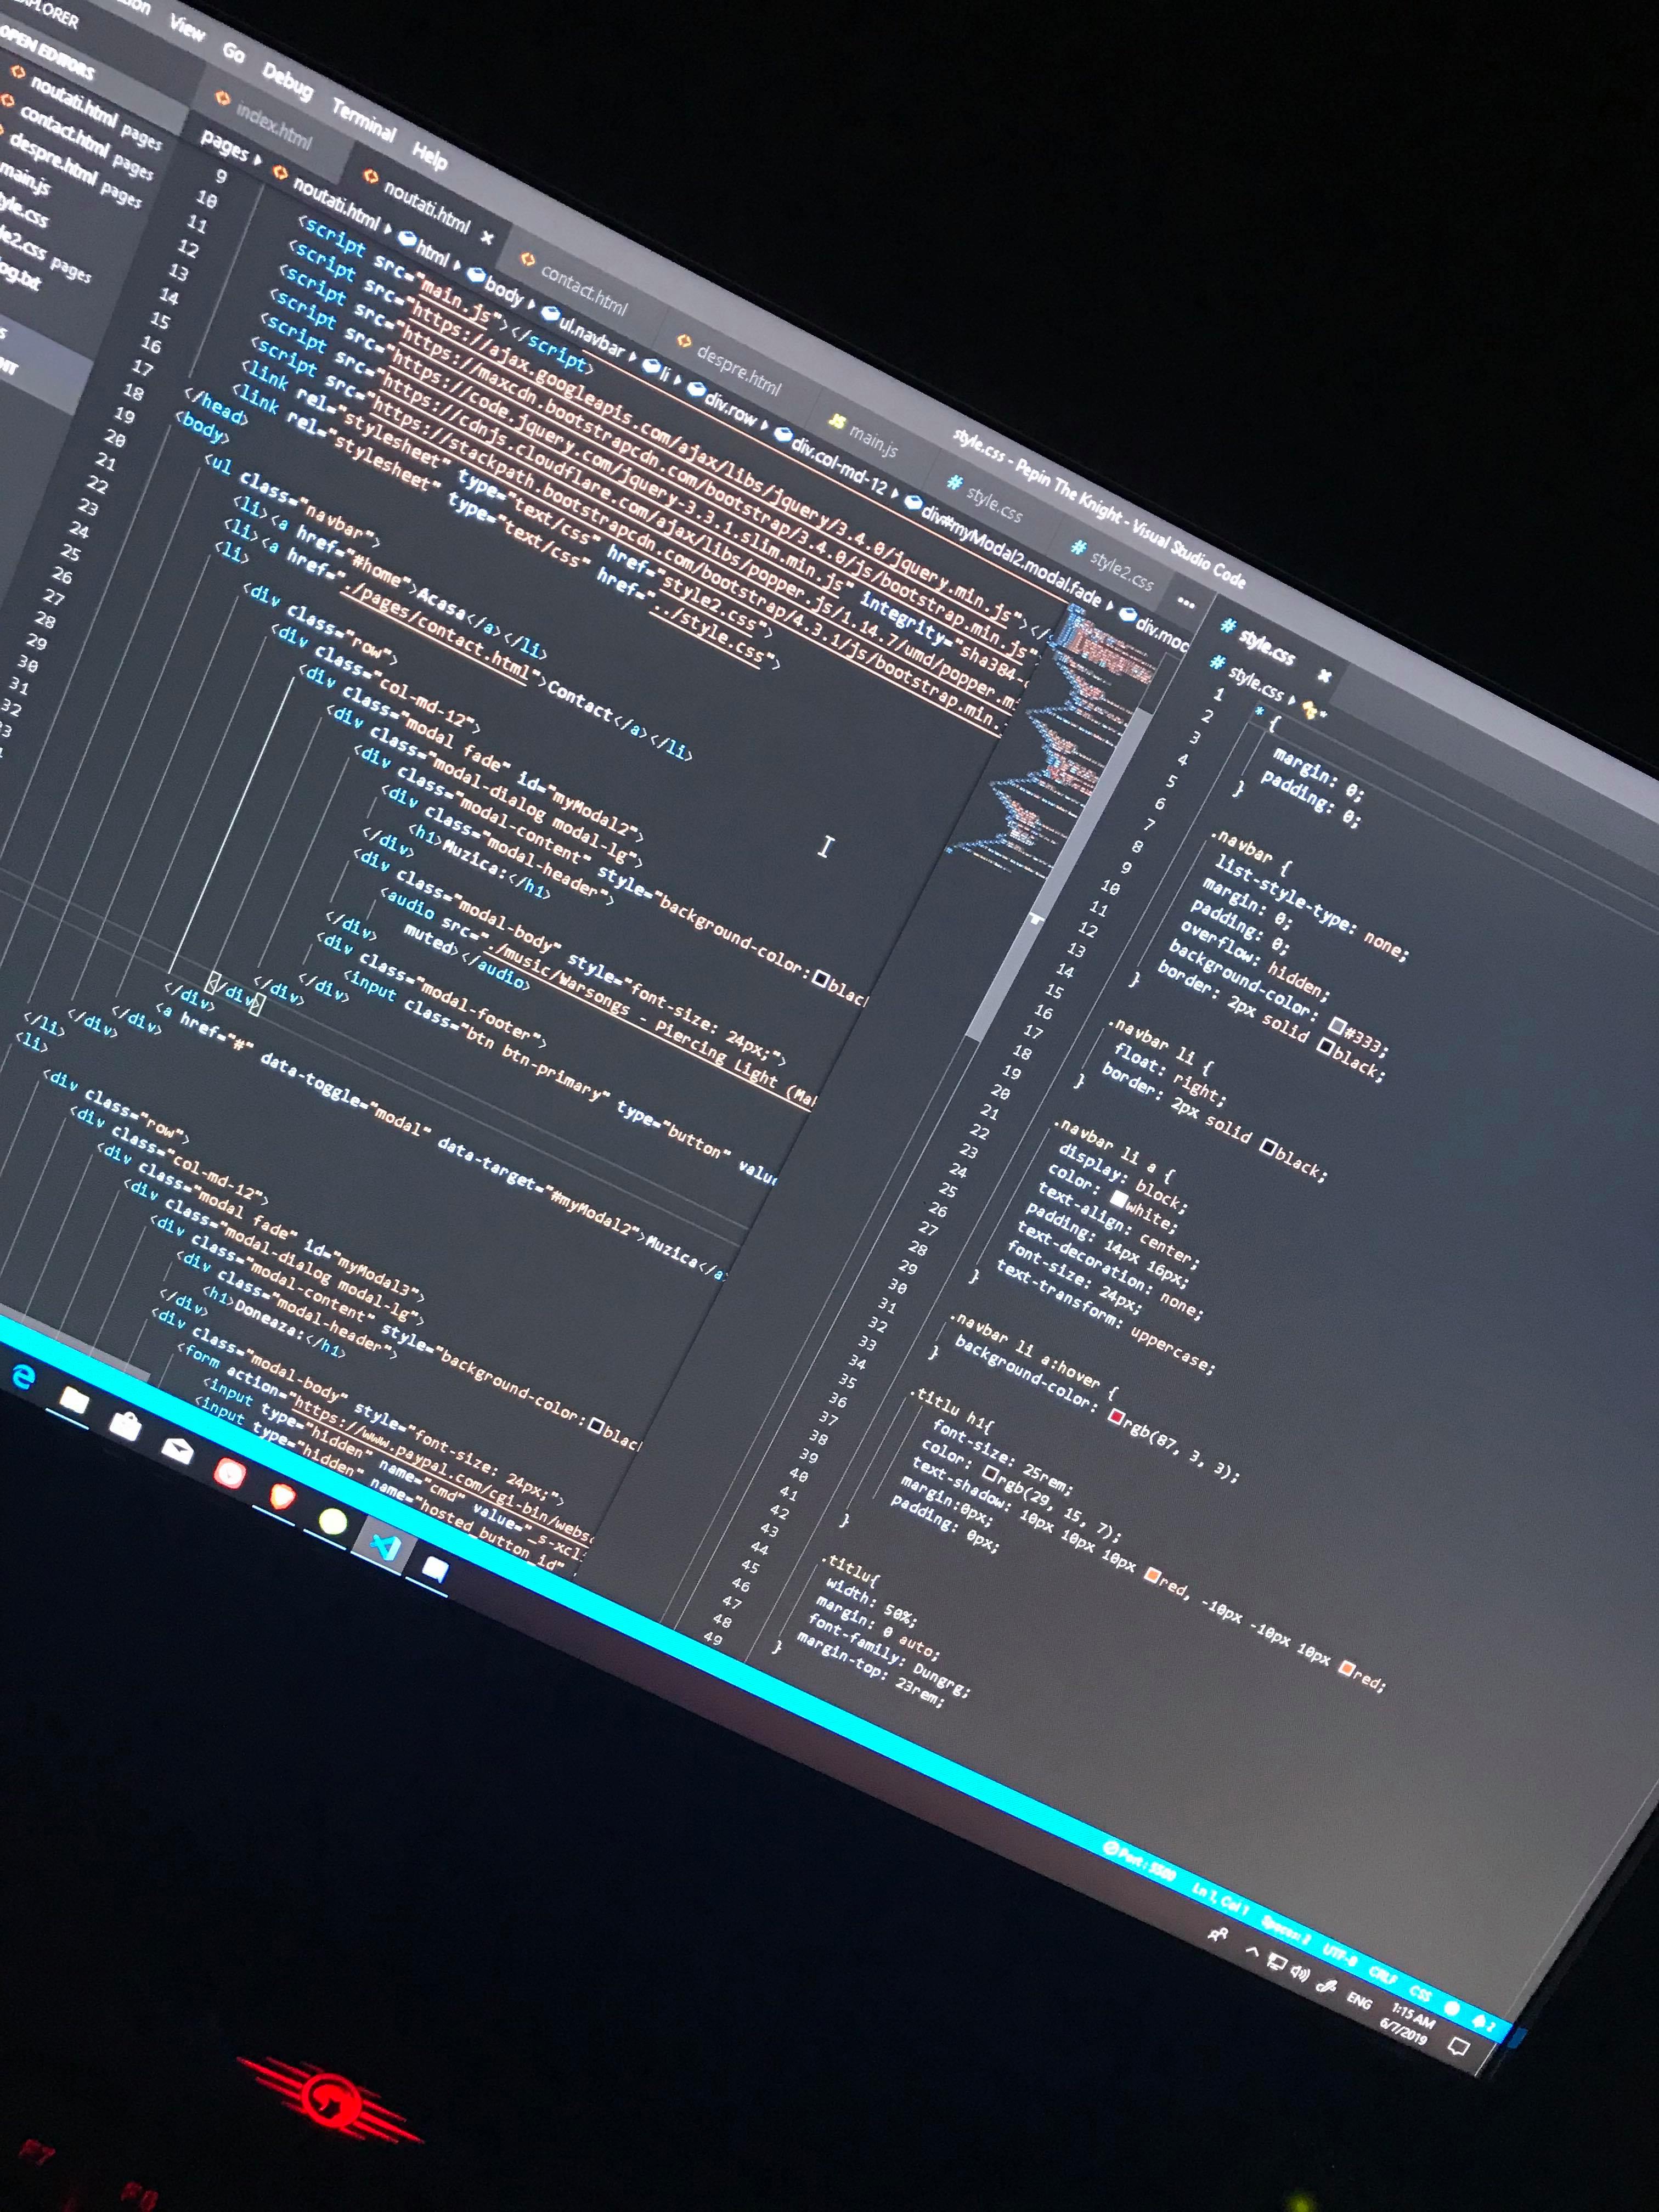 EXPLORER
OPEN EDITORS
noutati.html pages
contact.html pages
despre.html pages
main.js
style.css
style2.css pages
log.txt
View Go Debug Terminal Help
style.css - Pepin The Knight - Visual Studio Code
index.html noutati.html contact.html despre.html main.js style.css style2.css
pages noutati.html html body ul.navbar li div.row div.col-md-12 div#myModal2.modal.fade
9
10
11
12
13
14
15
16
17
18
19
20
21
22
23
24
25
26
27
28
29
30
31
32
33
<script src="main.js"></script>
<script src="https://ajax.googleapis.com/ajax/libs/jquery/3.4.0/jquery.min.js"></
<script src="https://maxcdn.bootstrapcdn.com/bootstrap/3.4.0/js/bootstrap.min.js"
<script src="https://code.jquery.com/jquery-3.3.1.slim.min.js" integrity="sha384-
<script src="https://cdnjs.cloudflare.com/ajax/libs/popper.js/1.14.7/umd/popper.m
<script src="https://stackpath.bootstrapcdn.com/bootstrap/4.3.1/js/bootstrap.min.
<link rel="stylesheet" type="text/css" href="style2.css">
<link rel="stylesheet" type="text/css" href="../style.css">
</head>
<body>
<ul class="navbar">
<li><a href="#home">Acasa</a></li>
<li><a href="./pages/contact.html">Contact</a></li>
<li>
<div class="row">
<div class="col-md-12">
<div class="modal fade" id="myModal2">
<div class="modal-dialog modal-lg">
<div class="modal-content" style="background-color: blac
<div class="modal-header">
<h1>Muzica:</h1>
</div>
<div class="modal-body" style="font-size: 24px;">
<audio src="./music/Warsongs - Piercing Light (Ma
muted></audio>
</div>
<div class="modal-footer">
<input class="btn btn-primary" type="button" valu
</div>
</div>
</div>
</div>
<a href="#" data-toggle="modal" data-target="#myModal2">Muzica</a>
</div>
</div>
</li>
<li>
<div class="row">
<div class="col-md-12">
<div class="modal fade" id="myModal3">
<div class="modal-dialog modal-lg">
<div class="modal-content" style="background-color: blac
<div class="modal-header">
<h1>Doneaza:</h1>
</div>
<div class="modal-body" style="font-size: 24px;">
<form action="https://www.paypal.com/cgi-bin/websc
<input type="hidden" name="cmd" value="_s-xcl
<input type="hidden" name="hosted_button_id"
style.css
style.css *
1
2
3
4
5
6
7
8
9
10
11
12
13
14
15
16
17
18
19
20
21
22
23
24
25
26
27
28
29
30
31
32
33
34
35
36
37
38
39
40
41
42
43
44
45
46
47
48
49
* {
margin: 0;
padding: 0;
}
.navbar {
list-style-type: none;
margin: 0;
padding: 0;
overflow: hidden;
background-color: #333;
border: 2px solid black;
}
.navbar li {
float: right;
border: 2px solid black;
}
.navbar li a {
display: block;
color: white;
text-align: center;
padding: 14px 16px;
text-decoration: none;
font-size: 24px;
text-transform: uppercase;
}
.navbar li a:hover {
background-color: rgb(87, 3, 3);
}
.titlu h1{
font-size: 25rem;
color: rgb(29, 15, 7);
text-shadow: 10px 10px 10px red, -10px -10px 10px red;
margin:0px;
padding: 0px;
}
.titlu{
width: 50%;
margin: 0 auto;
font-family: Dungrg;
margin-top: 23rem;
}
Port : 5500 Ln 1, Col 1 Spaces: 2 UTF-8 CRLF CSS 2
ENG 1:15 AM
6/7/2019
F7
F8